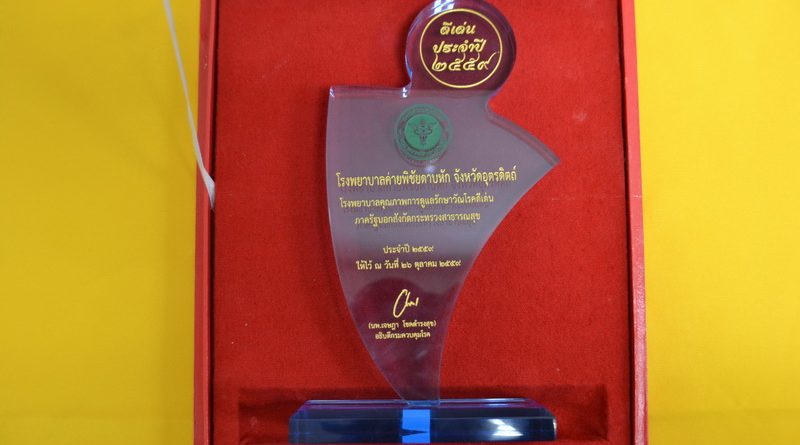 ดีเด่น
ประจำปี
๒๕๕๙
โรงพยาบาลค่ายพิชัยดาบหัก จังหวัดอุตรดิตถ์
โรงพยาบาลคุณภาพการดูแลรักษาวัณโรคดีเด่น
ภาครัฐนอกสังกัดกระทรวงสาธารณสุข
ประจำปี ๒๕๕๙
ให้ไว้ ณ วันที่ ๒๖ ตุลาคม ๒๕๕๙
(นพ.เจษฎา โชคดำรงสุข)
อธิบดีกรมควบคุมโรค